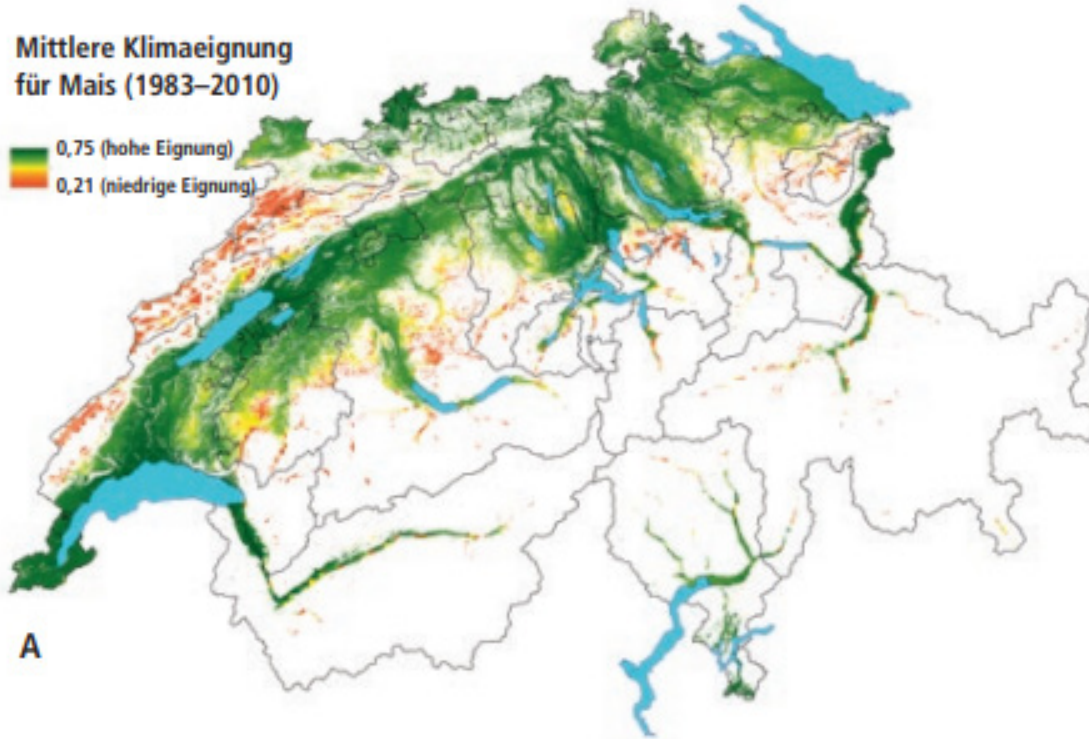 Mittlere Klimaeignung
für Mais (1983–2010)
0,75 (hohe Eignung)
0,21 (niedrige Eignung)
A